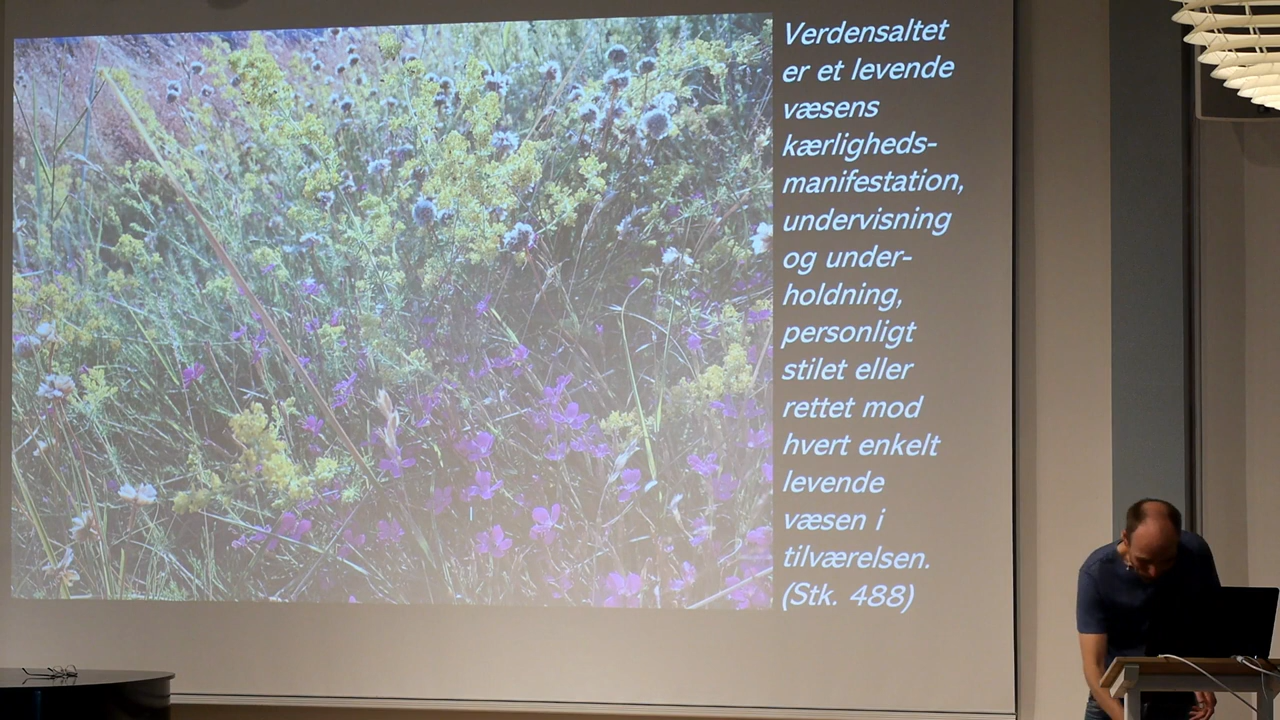 Verdensaltet
er et levende
væsens
kærligheds-
manifestation,
undervisning
og under-
holdning,
personligt
stilet eller
rettet mod
hvert enkelt
levende
væsen i
tilværelsen.
(Stk. 488)